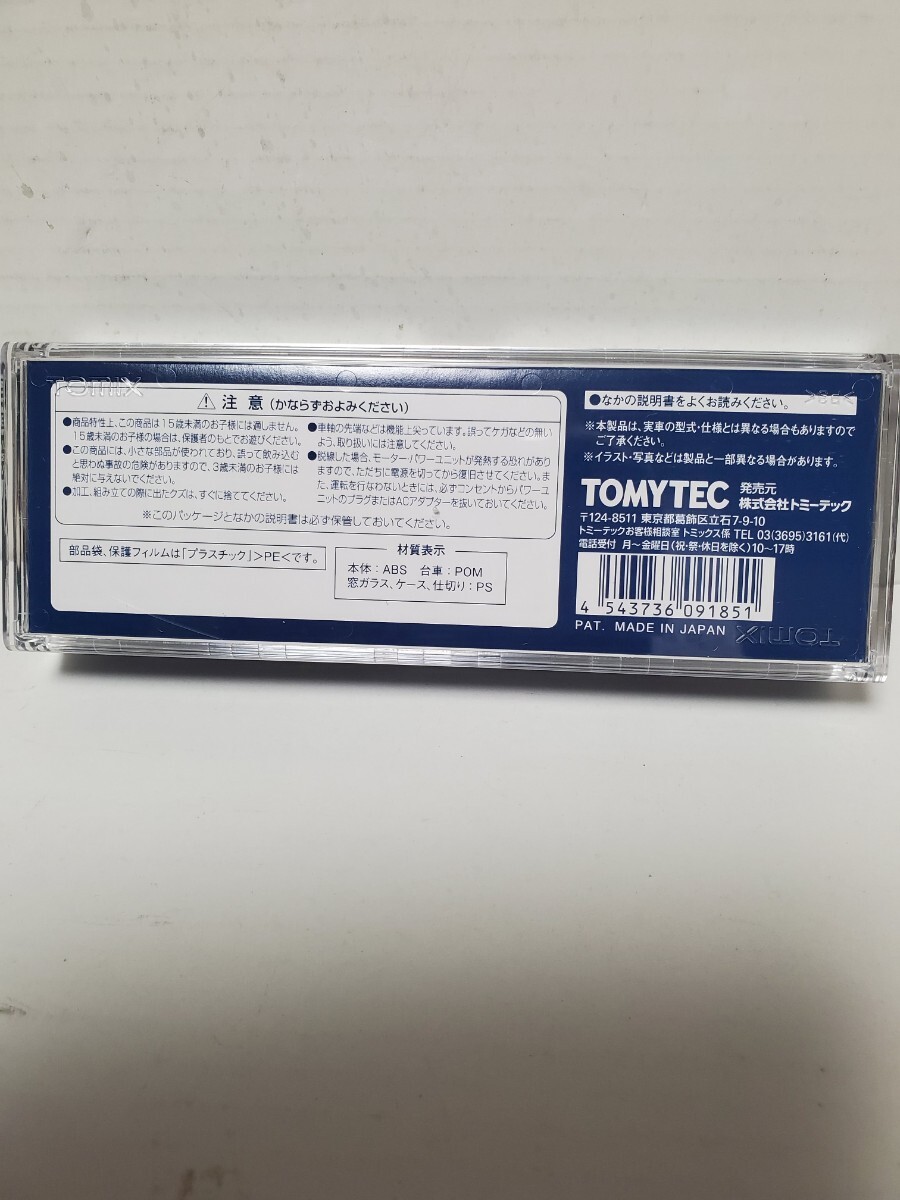 TOMIX
⚠ 注 意 (かならずおよみください)
●商品特性上、この商品は15歳未満のお子様には適しません。
15歳未満のお子様の場合は、保護者のもとでお遊びください。
●この商品には、小さな部品が使われており、誤って飲み込む
と思わぬ事故の危険がありますので、3歳未満のお子様には
絶対に与えないでください。
●加工、組み立ての際に出たクズは、すぐに捨ててください。
●車軸の先端などは機能上尖っています。誤ってケガなどの無い
よう、取り扱いには注意してください。
●脱線した場合、モーターパワーユニットが発熱する恐れがあり
ますので、ただちに電源を切ってから復旧させてください。ま
た、運転を行なわないときには、必ずコンセントからパワーユ
ニットのプラグまたはACアダプターを抜いておいてください。
※このパッケージとなかの説明書は必ず保管しておいてください。
部品袋、保護フィルムは「プラスチック」>PE<です。
材質表示
本体:ABS 台車:POM
窓ガラス、ケース、仕切り:PS
●なかの説明書をよくお読みください。
>PS<
※本製品は、実車の型式・仕様とは異なる場合もありますので
ご了承ください。
※イラスト・写真などは製品と一部異なる場合があります。
TOMYTEC 発売元 株式会社トミーテック
〒124-8511 東京都葛飾区立石7-9-10
トミーテックお客様相談室 トミックス係 TEL 03(3695)3161(代)
電話受付 月~金曜日(祝・祭・休日を除く)10~17時
4 543736 091851
PAT. MADE IN JAPAN
TOMIX